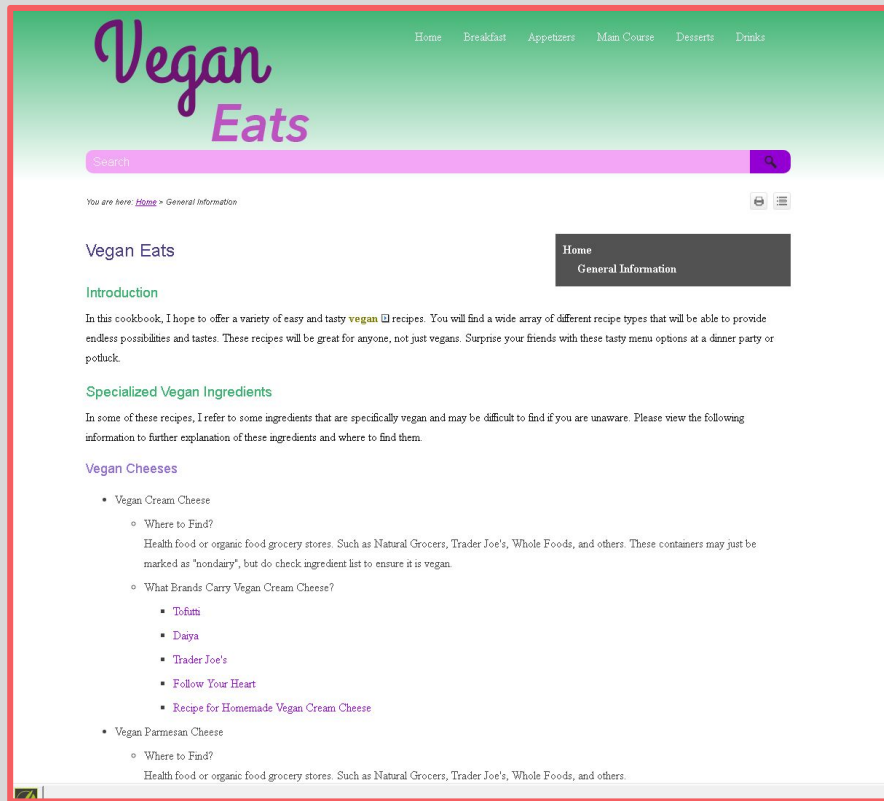 Vegan
Eats
Home Breakfast Appetizers Main Course Desserts Drinks
Search
You are here: Home > General Information
Home
General Information
Vegan Eats
Introduction
In this cookbook, I hope to offer a variety of easy and tasty vegan recipes. You will find a wide array of different recipe types that will be able to provide
endless possibilities and tastes. These recipes will be great for anyone, not just vegans. Surprise your friends with these tasty menu options at a dinner party or
potluck.
Specialized Vegan Ingredients
In some of these recipes, I refer to some ingredients that are specifically vegan and may be difficult to find if you are unaware. Please view the following
information to further explanation of these ingredients and where to find them.
Vegan Cheeses
Vegan Cream Cheese
Where to Find?
Health food or organic food grocery stores. Such as Natural Grocers, Trader Joe's, Whole Foods, and others. These containers may just be
marked as "nondairy", but do check ingredient list to ensure it is vegan.
What Brands Carry Vegan Cream Cheese?
Tofutti
Daiya
Trader Joe's
Follow Your Heart
Recipe for Homemade Vegan Cream Cheese
Vegan Parmesan Cheese
Where to Find?
Health food or organic food grocery stores. Such as Natural Grocers, Trader Joe's, Whole Foods, and others.